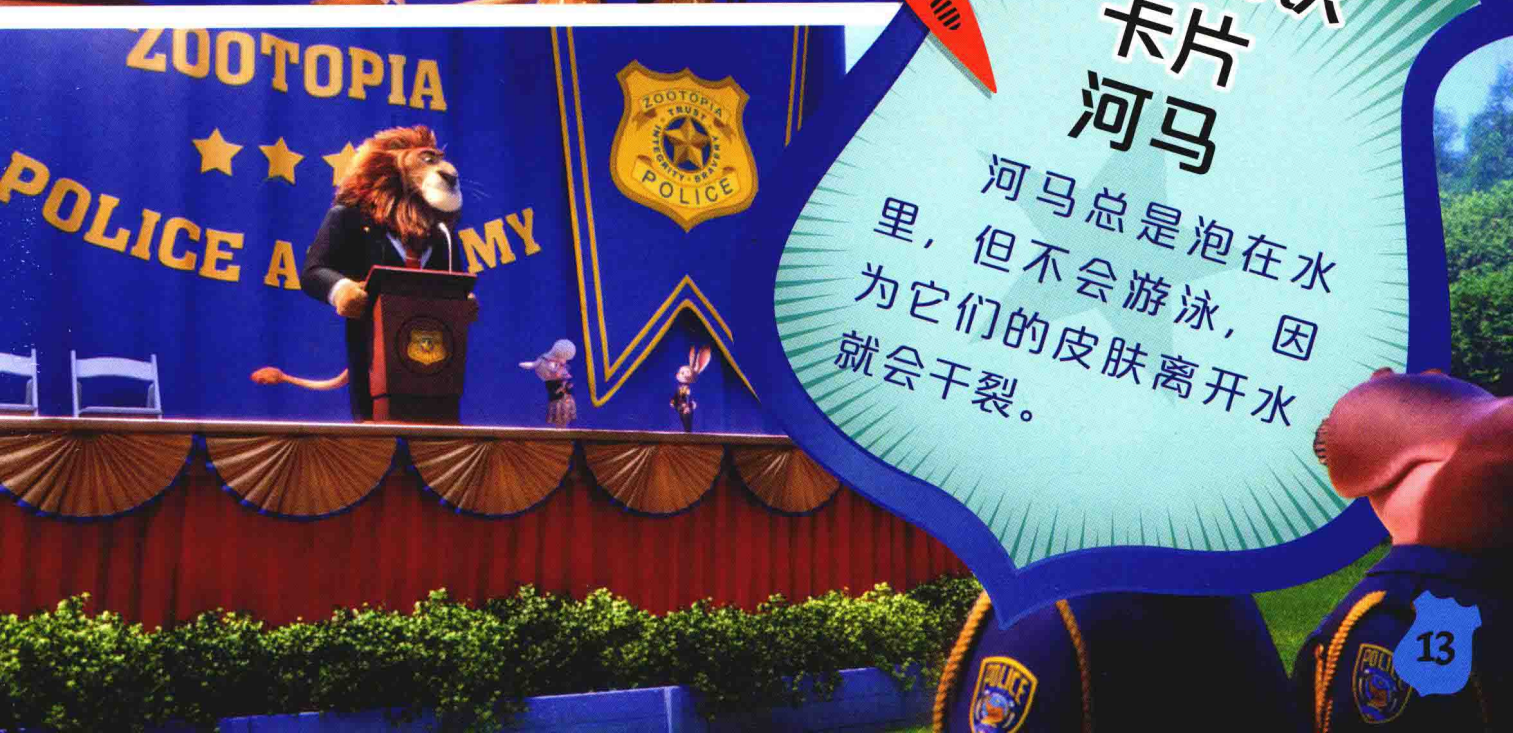 ZOOTOPIA
POLICE A MY
ZOOTOPIA
TRUST
INTEGRITY · BRAVERY
POLICE
卡片
河马
河马总是泡在水
里，但不会游泳，因
为它们的皮肤离开水
就会干裂。
POLICE
POLI
13